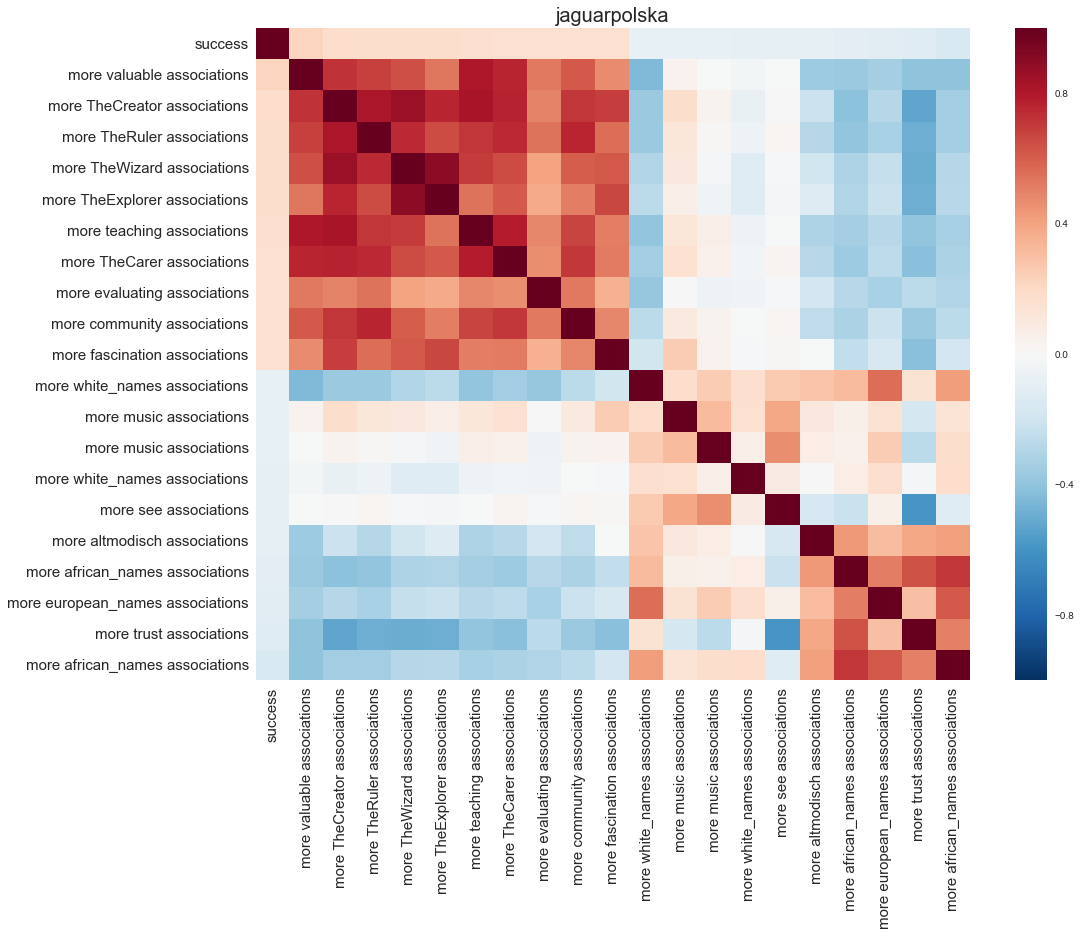 jaguarpolska
success
more valuable associations
more TheCreator associations
more TheRuler associations
more TheWizard associations
more TheExplorer associations
more teaching associations
more TheCarer associations
more evaluating associations
more community associations
more fascination associations
more white_names associations
more music associations
more music associations
more white_names associations
more see associations
more altmodisch associations
more african_names associations
more european_names associations
more trust associations
more african_names associations
success
more valuable associations
more TheCreator associations
more TheRuler associations
more TheWizard associations
more TheExplorer associations
more teaching associations
more TheCarer associations
more evaluating associations
more community associations
more fascination associations
more white_names associations
more music associations
more music associations
more white_names associations
more see associations
more altmodisch associations
more african_names associations
more european_names associations
more trust associations
more african_names associations
0.8
0.4
0.0
−0.4
−0.8